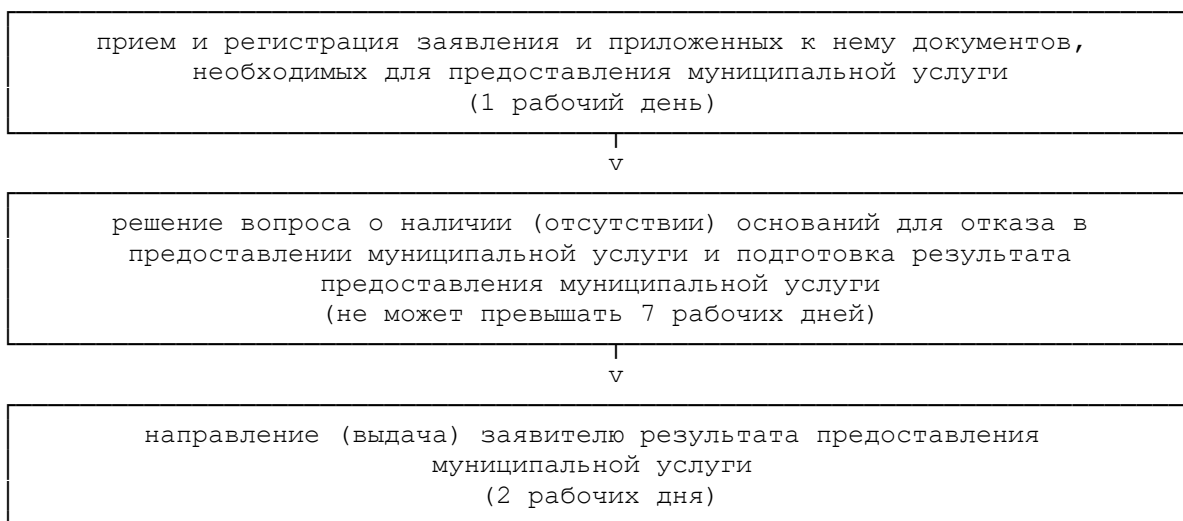 прием и регистрация заявления и приложенных к нему документов,
необходимых для предоставления муниципальной услуги
(1 рабочий день)
v
решение вопроса о наличии (отсутствии) оснований для отказа в
предоставлении муниципальной услуги и подготовка результата
предоставления муниципальной услуги
(не может превышать 7 рабочих дней)
v
направление (выдача) заявителю результата предоставления
муниципальной услуги
(2 рабочих дня)